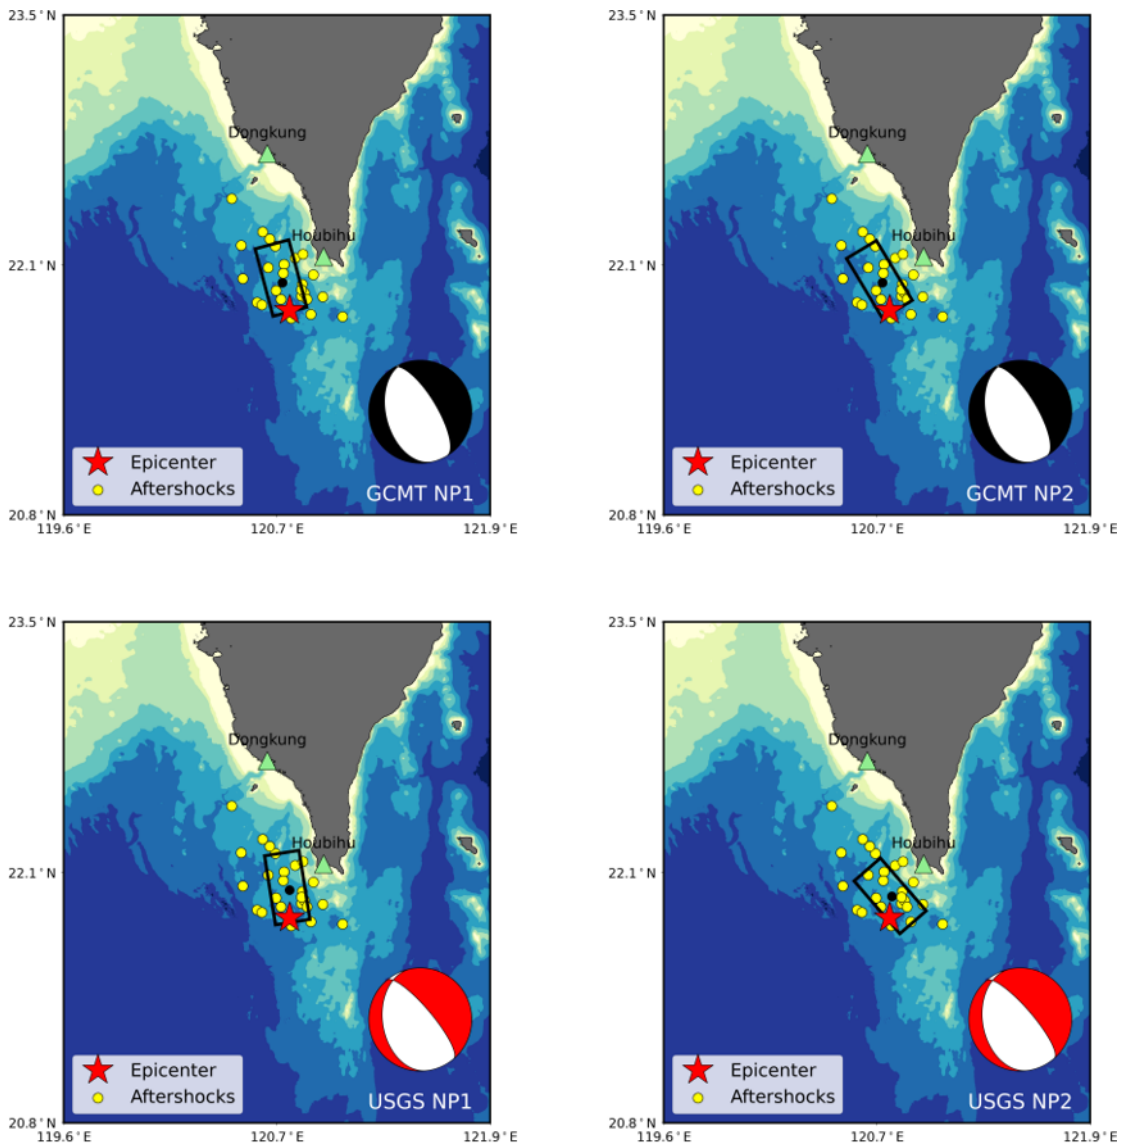 23.5°N
23.5°N
Dongkung
Dongkung
Houbihu
Houbihu
22.1°N
22.1°N
Epicenter
Aftershocks
GCMT NP1
Epicenter
Aftershocks
GCMT NP2
20.8°N
20.8°N
119.6°E
120.7°E
121.9°E
119.6°E
120.7°E
121.9°E
23.5°N
23.5°N
Dongkung
Dongkung
Houbihu
Houbihu
22.1°N
22.1°N
Epicenter
Aftershocks
USGS NP1
Epicenter
Aftershocks
USGS NP2
20.8°N
20.8°N
119.6°E
120.7°E
121.9°E
119.6°E
120.7°E
121.9°E